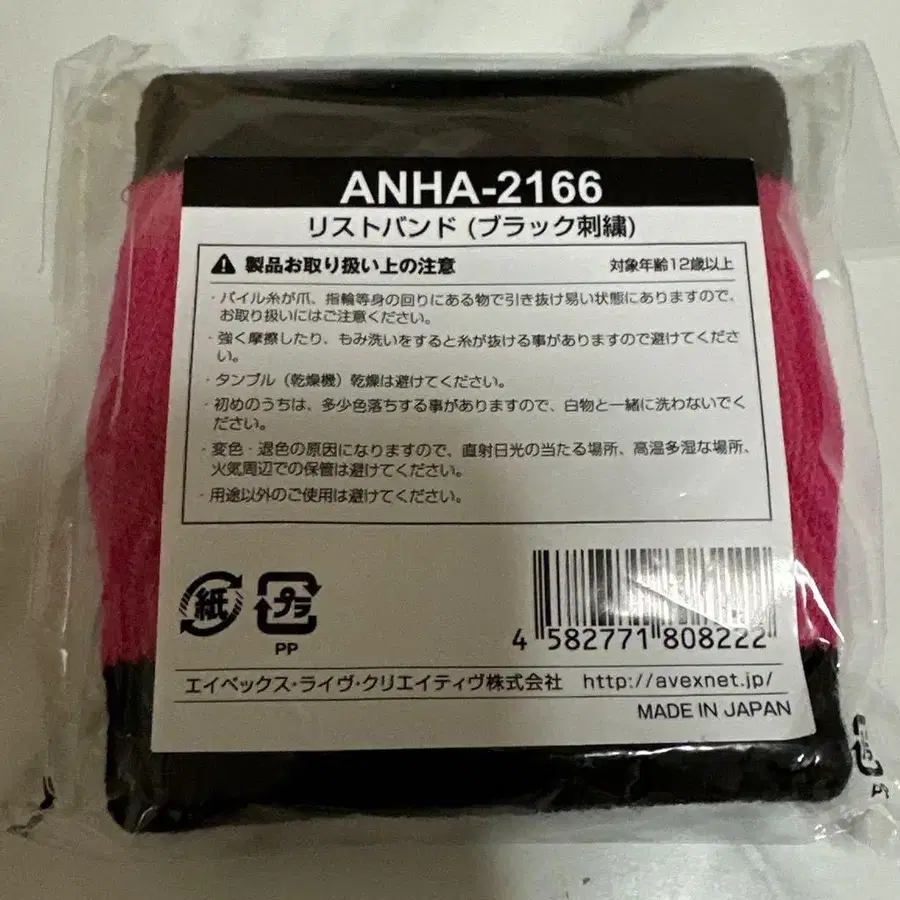 ANHA-2166
リストバンド (ブラック刺繍)
製品お取り扱い上の注意
対象年齢12歳以上
・パイル糸が爪、指輪等身の回りにある物で引き抜け易い状態にありますので、
お取り扱いにはご注意ください。
・強く摩擦したり、もみ洗いをすると糸が抜ける事がありますので避けてくださ
い。
・タンブル（乾燥機）乾燥は避けてください。
・初めのうちは、多少色落ちする事がありますので、白物と一緒に洗わないでく
ださい。
・変色・退色の原因になりますので、直射日光の当たる場所、高温多湿な場所、
火気周辺での保管は避けてください。
・用途以外のご使用は避けてください。
紙
プラ
PP
4 582771 808222
エイベックス・ライヴ・クリエイティヴ株式会社 http://avexnet.jp/
MADE IN JAPAN